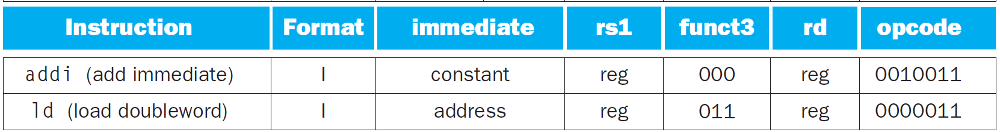 Instruction Format immediate rs1 funct3 rd opcode
addi (add immediate) I constant reg 000 reg 0010011
ld (load doubleword) I address reg 011 reg 0000011